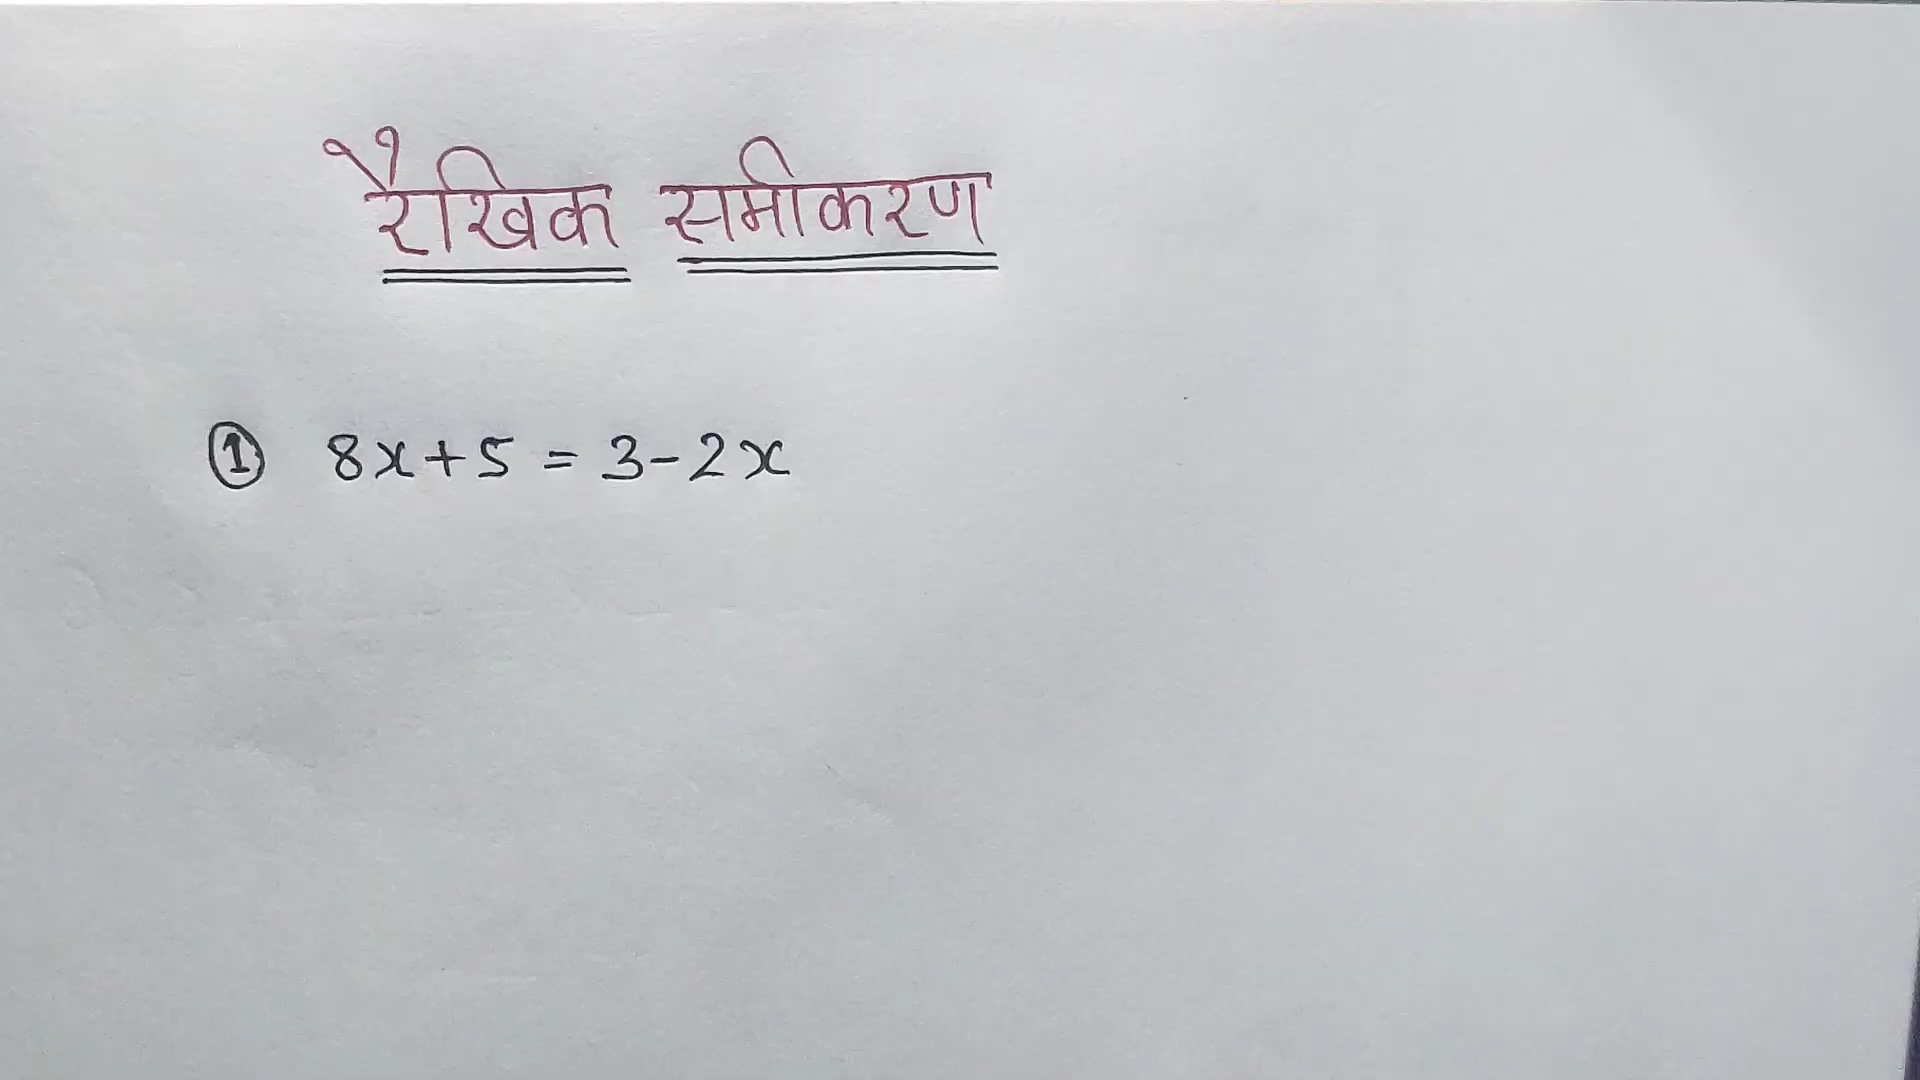 रैखिक समीकरण
① 8x+5 = 3-2x